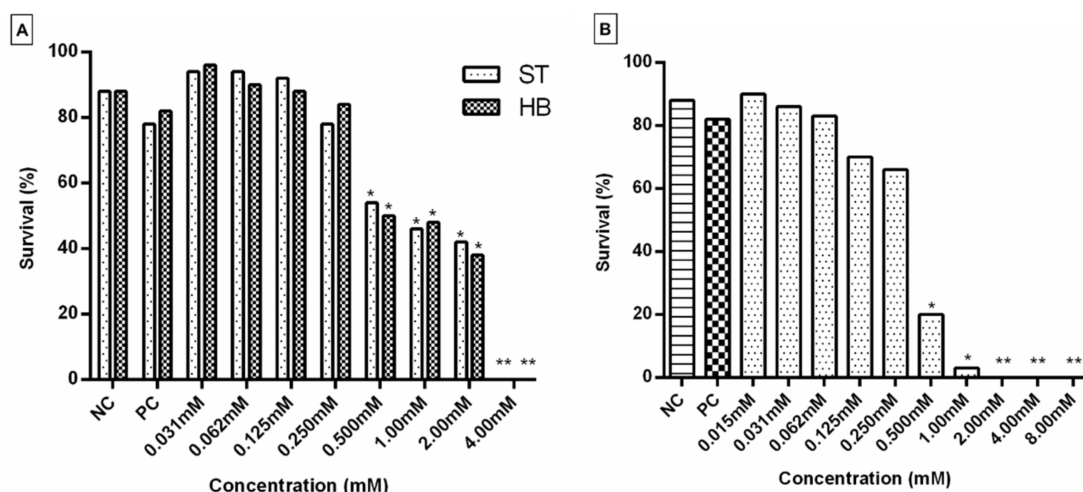 A
100
80
60
40
20
0
Survival (%)
ST
HB
* * * * * * ** **
NC PC 0.031mM 0.062mM 0.125mM 0.250mM 0.500mM 1.00mM 2.00mM 4.00mM
Concentration (mM)
B
100
80
60
40
20
0
Survival (%)
* * ** ** **
NC PC 0.015mM 0.031mM 0.062mM 0.125mM 0.250mM 0.500mM 1.00mM 2.00mM 4.00mM 8.00mM
Concentration (mM)